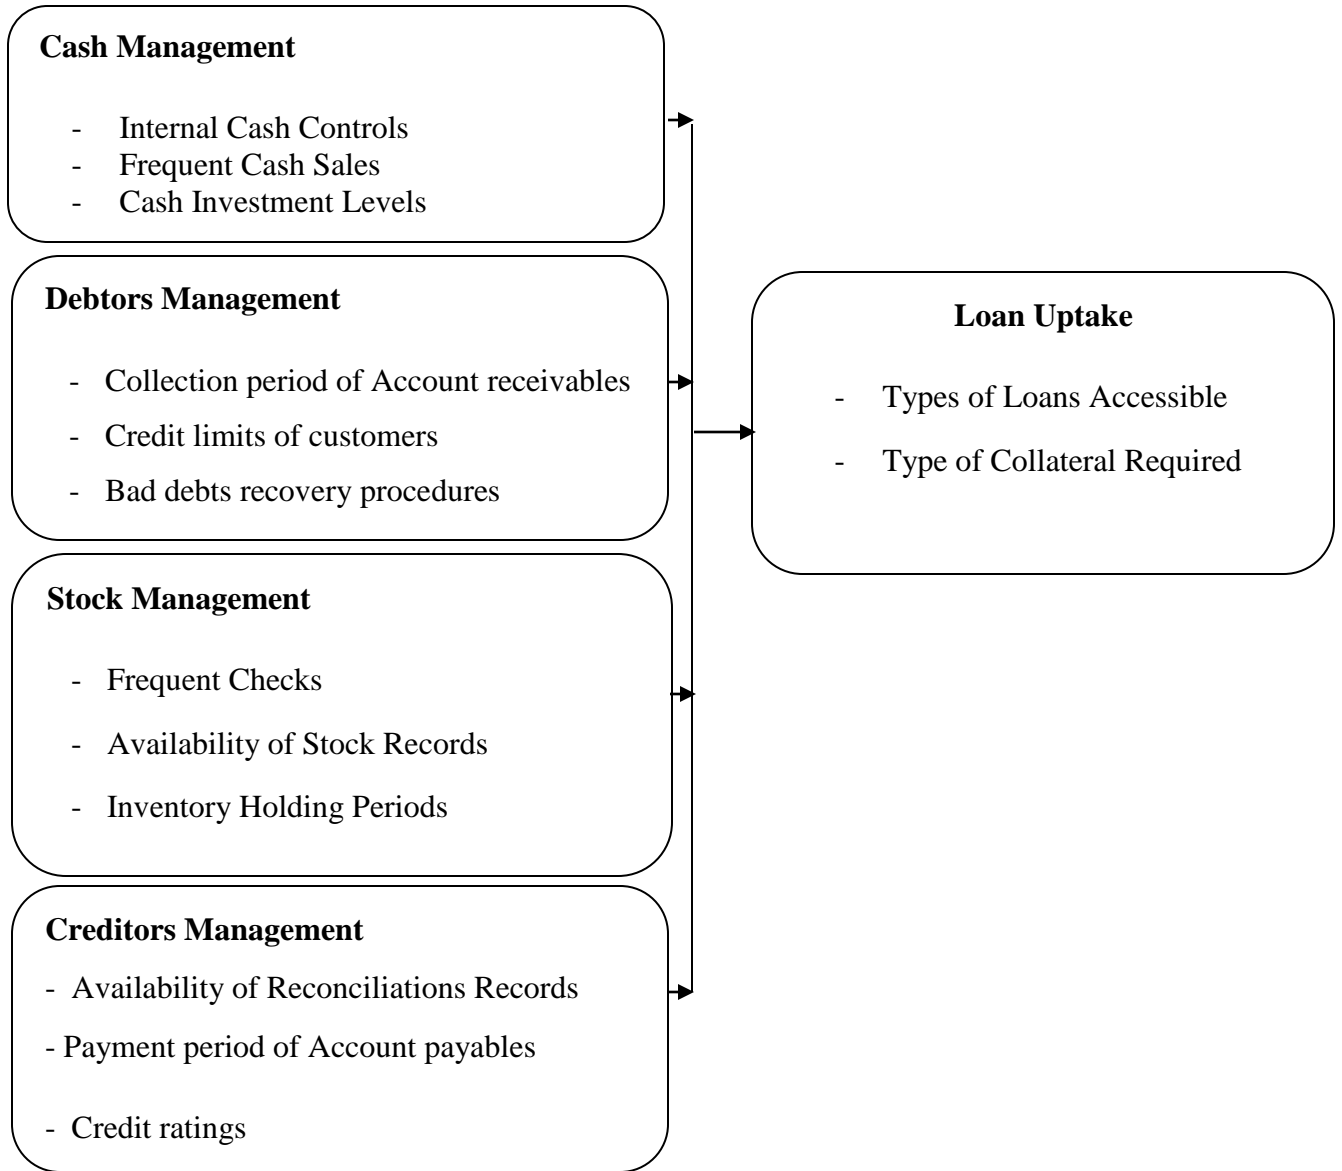 Cash Management
- Internal Cash Controls
- Frequent Cash Sales
- Cash Investment Levels
Debtors Management
- Collection period of Account receivables
- Credit limits of customers
- Bad debts recovery procedures
Stock Management
- Frequent Checks
- Availability of Stock Records
- Inventory Holding Periods
Creditors Management
- Availability of Reconciliations Records
- Payment period of Account payables
- Credit ratings
Loan Uptake
- Types of Loans Accessible
- Type of Collateral Required